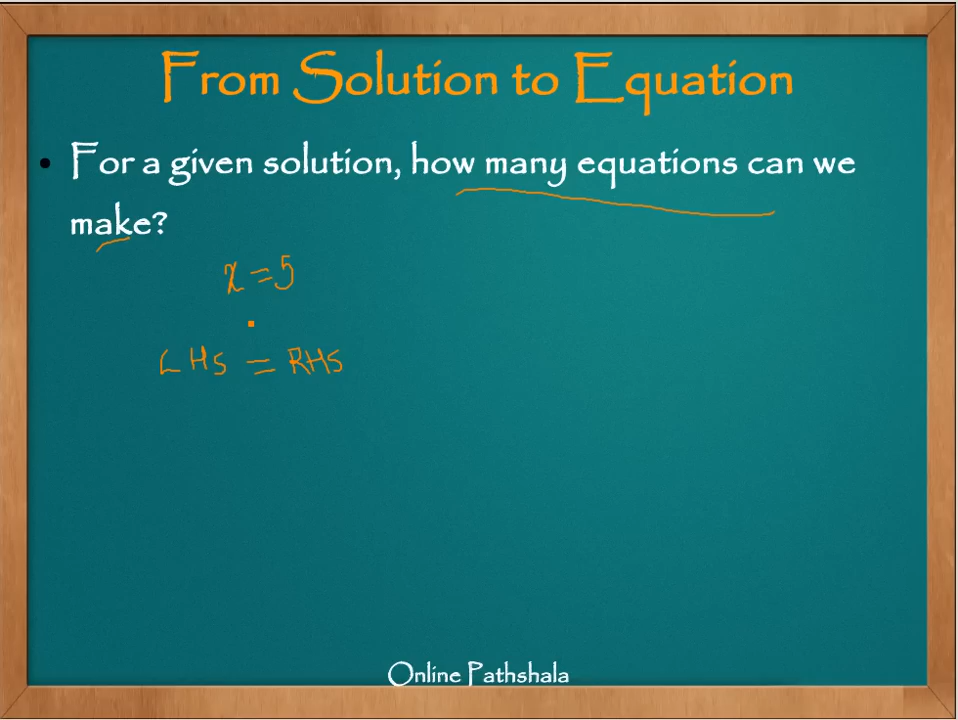 From Solution to Equation
• For a given solution, how many equations can we
make?
x = 5
LHS = RHS
Online Pathshala